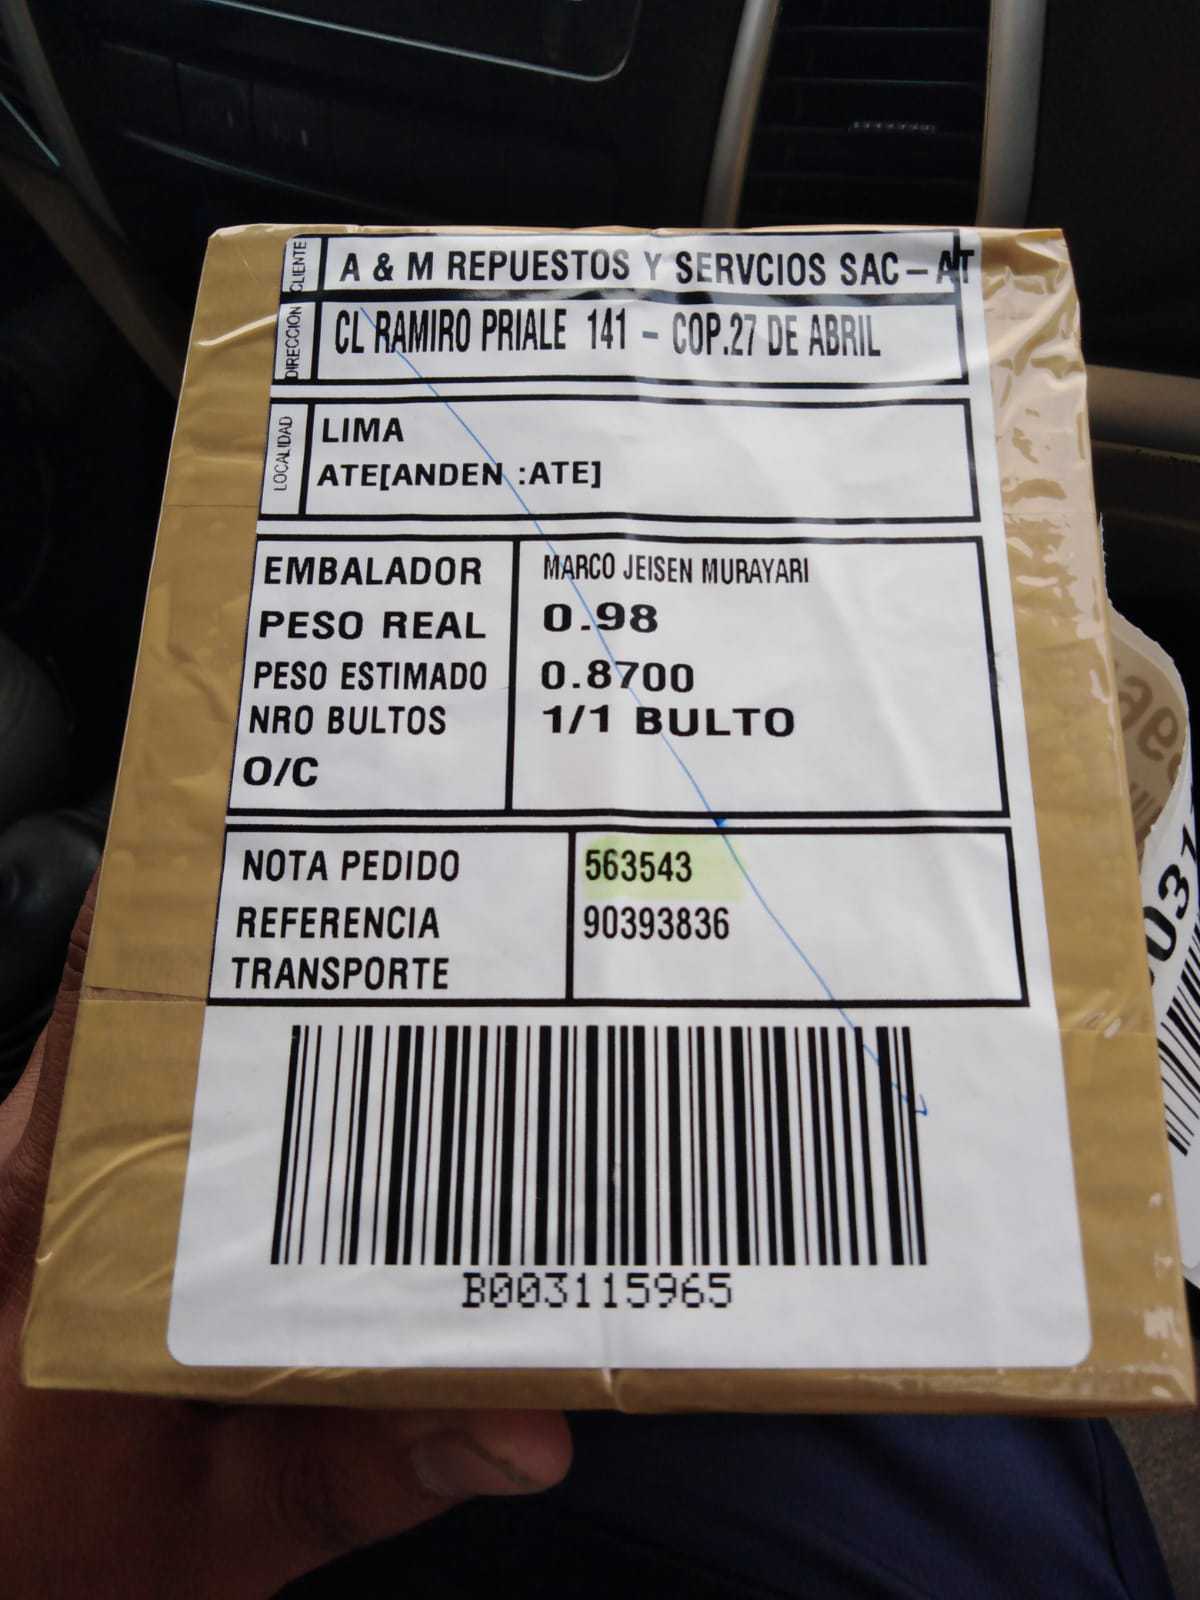 CLIENTE A & M REPUESTOS Y SERVCIOS SAC – AT
DIRECCION CL RAMIRO PRIALE 141 – COP.27 DE ABRIL
LOCALIDAD LIMA
ATE[ANDEN :ATE]
EMBALADOR MARCO JEISEN MURAYARI
PESO REAL 0.98
PESO ESTIMADO 0.8700
NRO BULTOS 1/1 BULTO
O/C
NOTA PEDIDO 563543
REFERENCIA 90393836
TRANSPORTE
B003115965
031